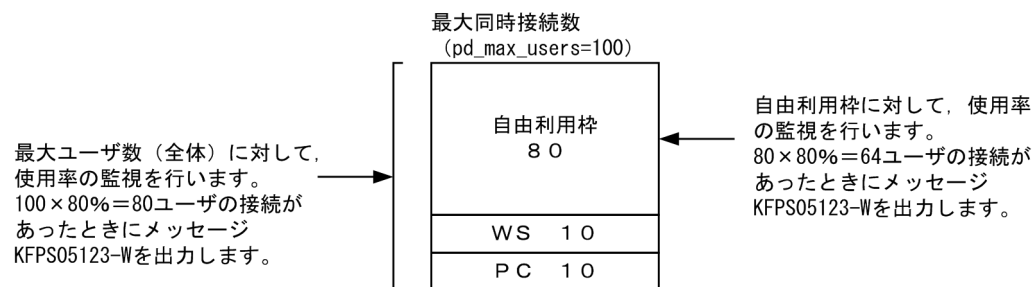 最大同時接続数
（pd_max_users=100）
自由利用枠
８０
ＷＳ　１０
ＰＣ　１０
最大ユーザ数（全体）に対して，
使用率の監視を行います。
100×80％＝80ユーザの接続が
あったときにメッセージ
KFPS05123-Wを出力します。
自由利用枠に対して，使用率
の監視を行います。
80×80％＝64ユーザの接続が
あったときにメッセージ
KFPS05123-Wを出力します。